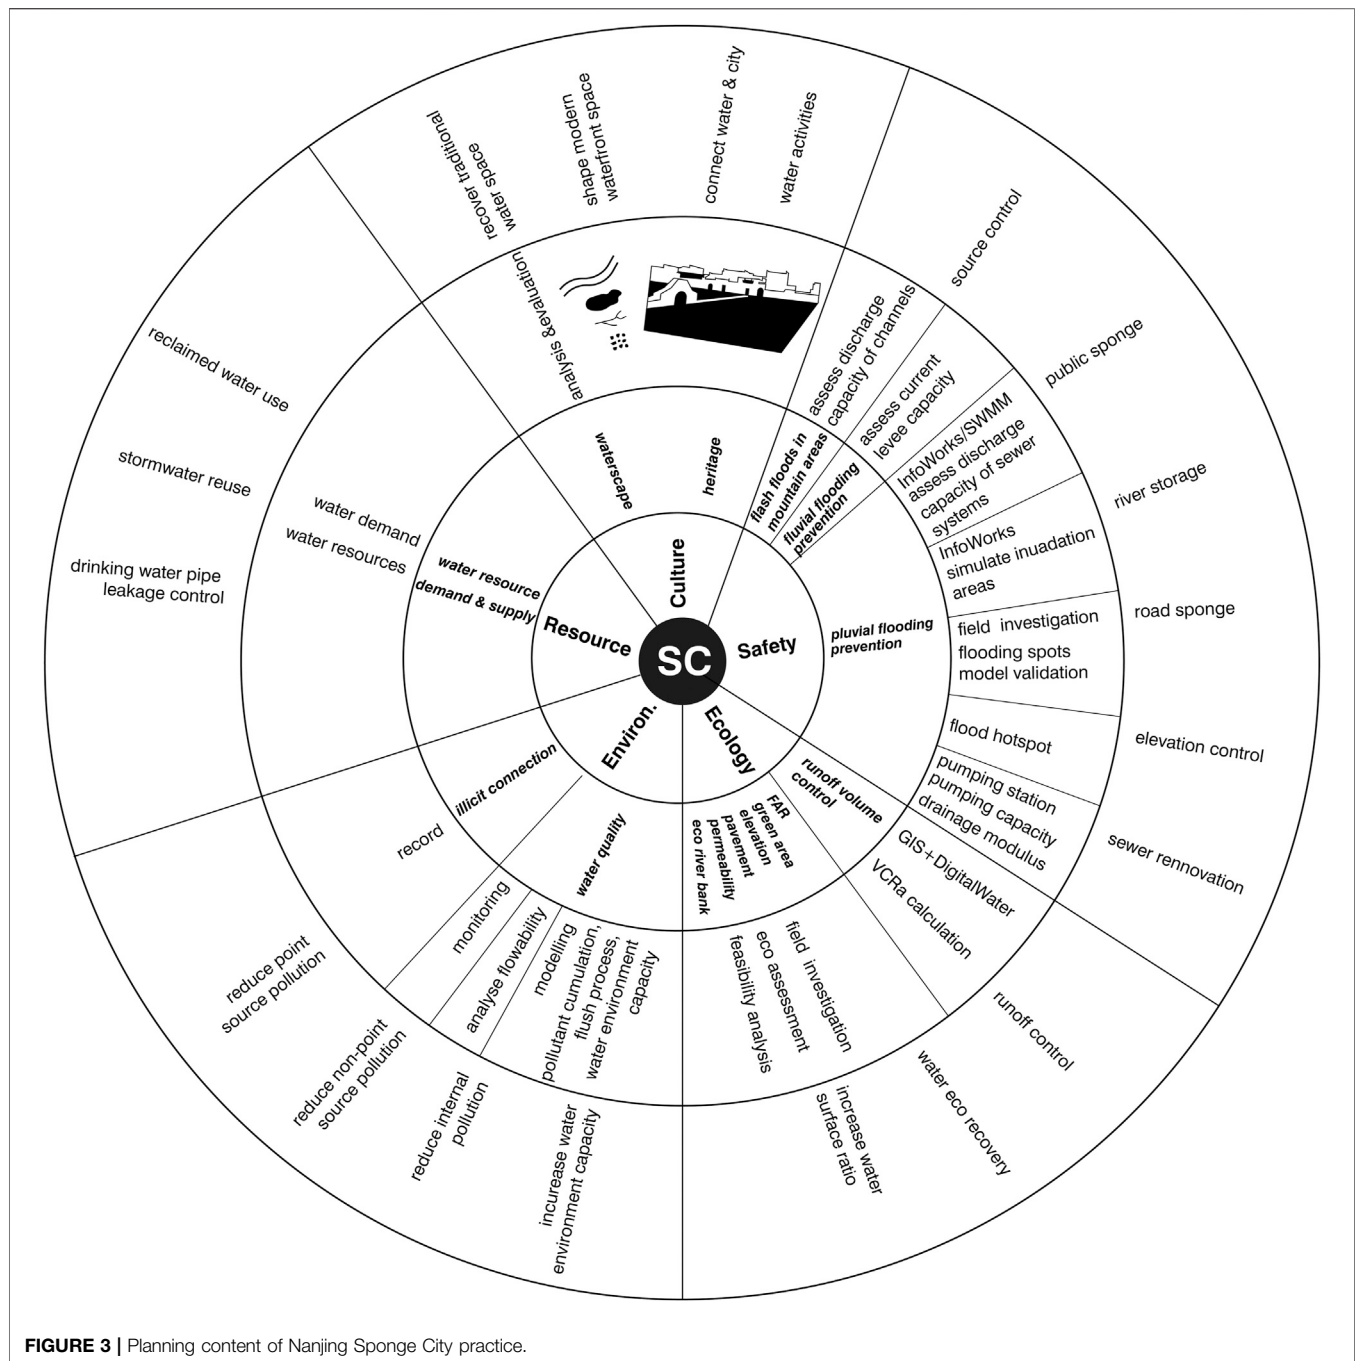 SC
Culture
waterscape
heritage
analysis &evaluation
recover traditional
water space
shape modern
waterfront space
connect water & city
water activities
Safety
flash floods in
mountain areas
fluvial flooding
prevention
pluvial flooding
prevention
assess discharge
capacity of channels
assess current
levee capacity
InfoWorks/SWMM
assess discharge
capacity of sewer
systems
InfoWorks
simulate inuadation
areas
field investigation
flooding spots
model validation
flood hotspot
pumping station
pumping capacity
drainage modulus
source control
public sponge
river storage
road sponge
elevation control
sewer rennovation
Ecology
runoff volume
control
FAR
green area
elevation
pavement
permeability
eco river bank
GIS+DigitalWater
VCRa calculation
field investigation
eco assessment
feasibility analysis
runoff control
water eco recovery
increase water
surface ratio
Environ.
illicit connection
water quality
record
monitoring
analyse flowability
modelling
pollutant cumulation,
flush process,
water environment
capacity
reduce point
source pollution
reduce non-point
source pollution
reduce internal
pollution
incurease water
environment capacity
Resource
water resource
demand & supply
water demand
water resources
reclaimed water use
stormwater reuse
drinking water pipe
leakage control
FIGURE 3 | Planning content of Nanjing Sponge City practice.